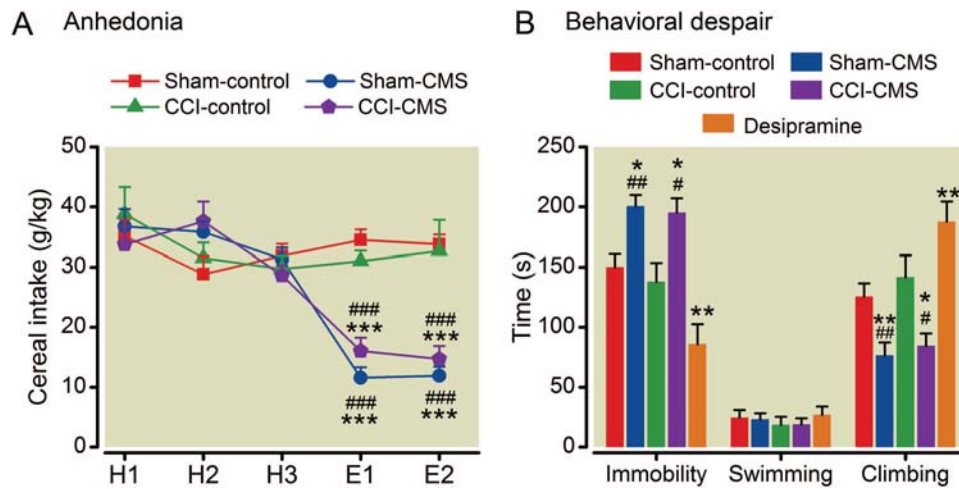 A Anhedonia
Sham-control Sham-CMS
CCI-control CCI-CMS
Cereal intake (g/kg)
50
40
30
20
10
0
### ###
*** ***
### ###
*** ***
H1 H2 H3 E1 E2
B Behavioral despair
Sham-control Sham-CMS
CCI-control CCI-CMS
Desipramine
Time (s)
250
200
150
100
50
0
* * **
## #
**
** *
## #
Immobility Swimming Climbing